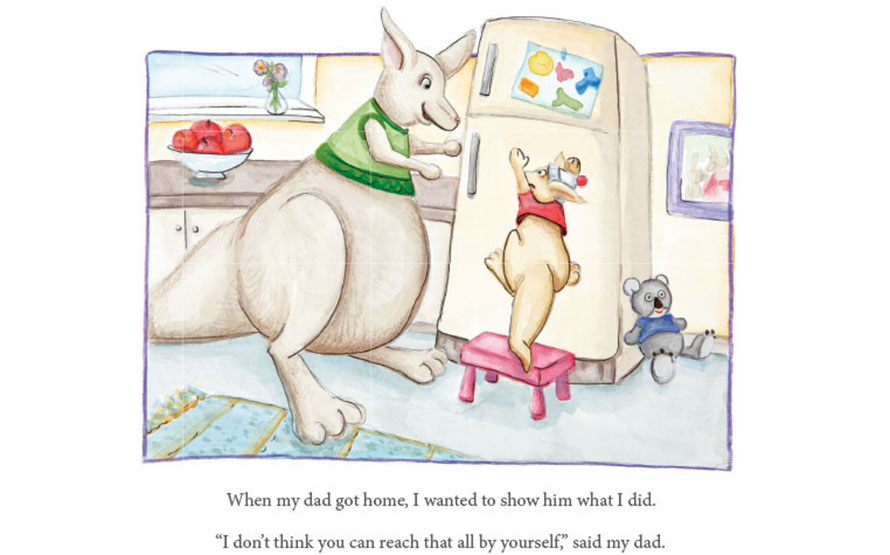 When my dad got home, I wanted to show him what I did.
“I don’t think you can reach that all by yourself,” said my dad.